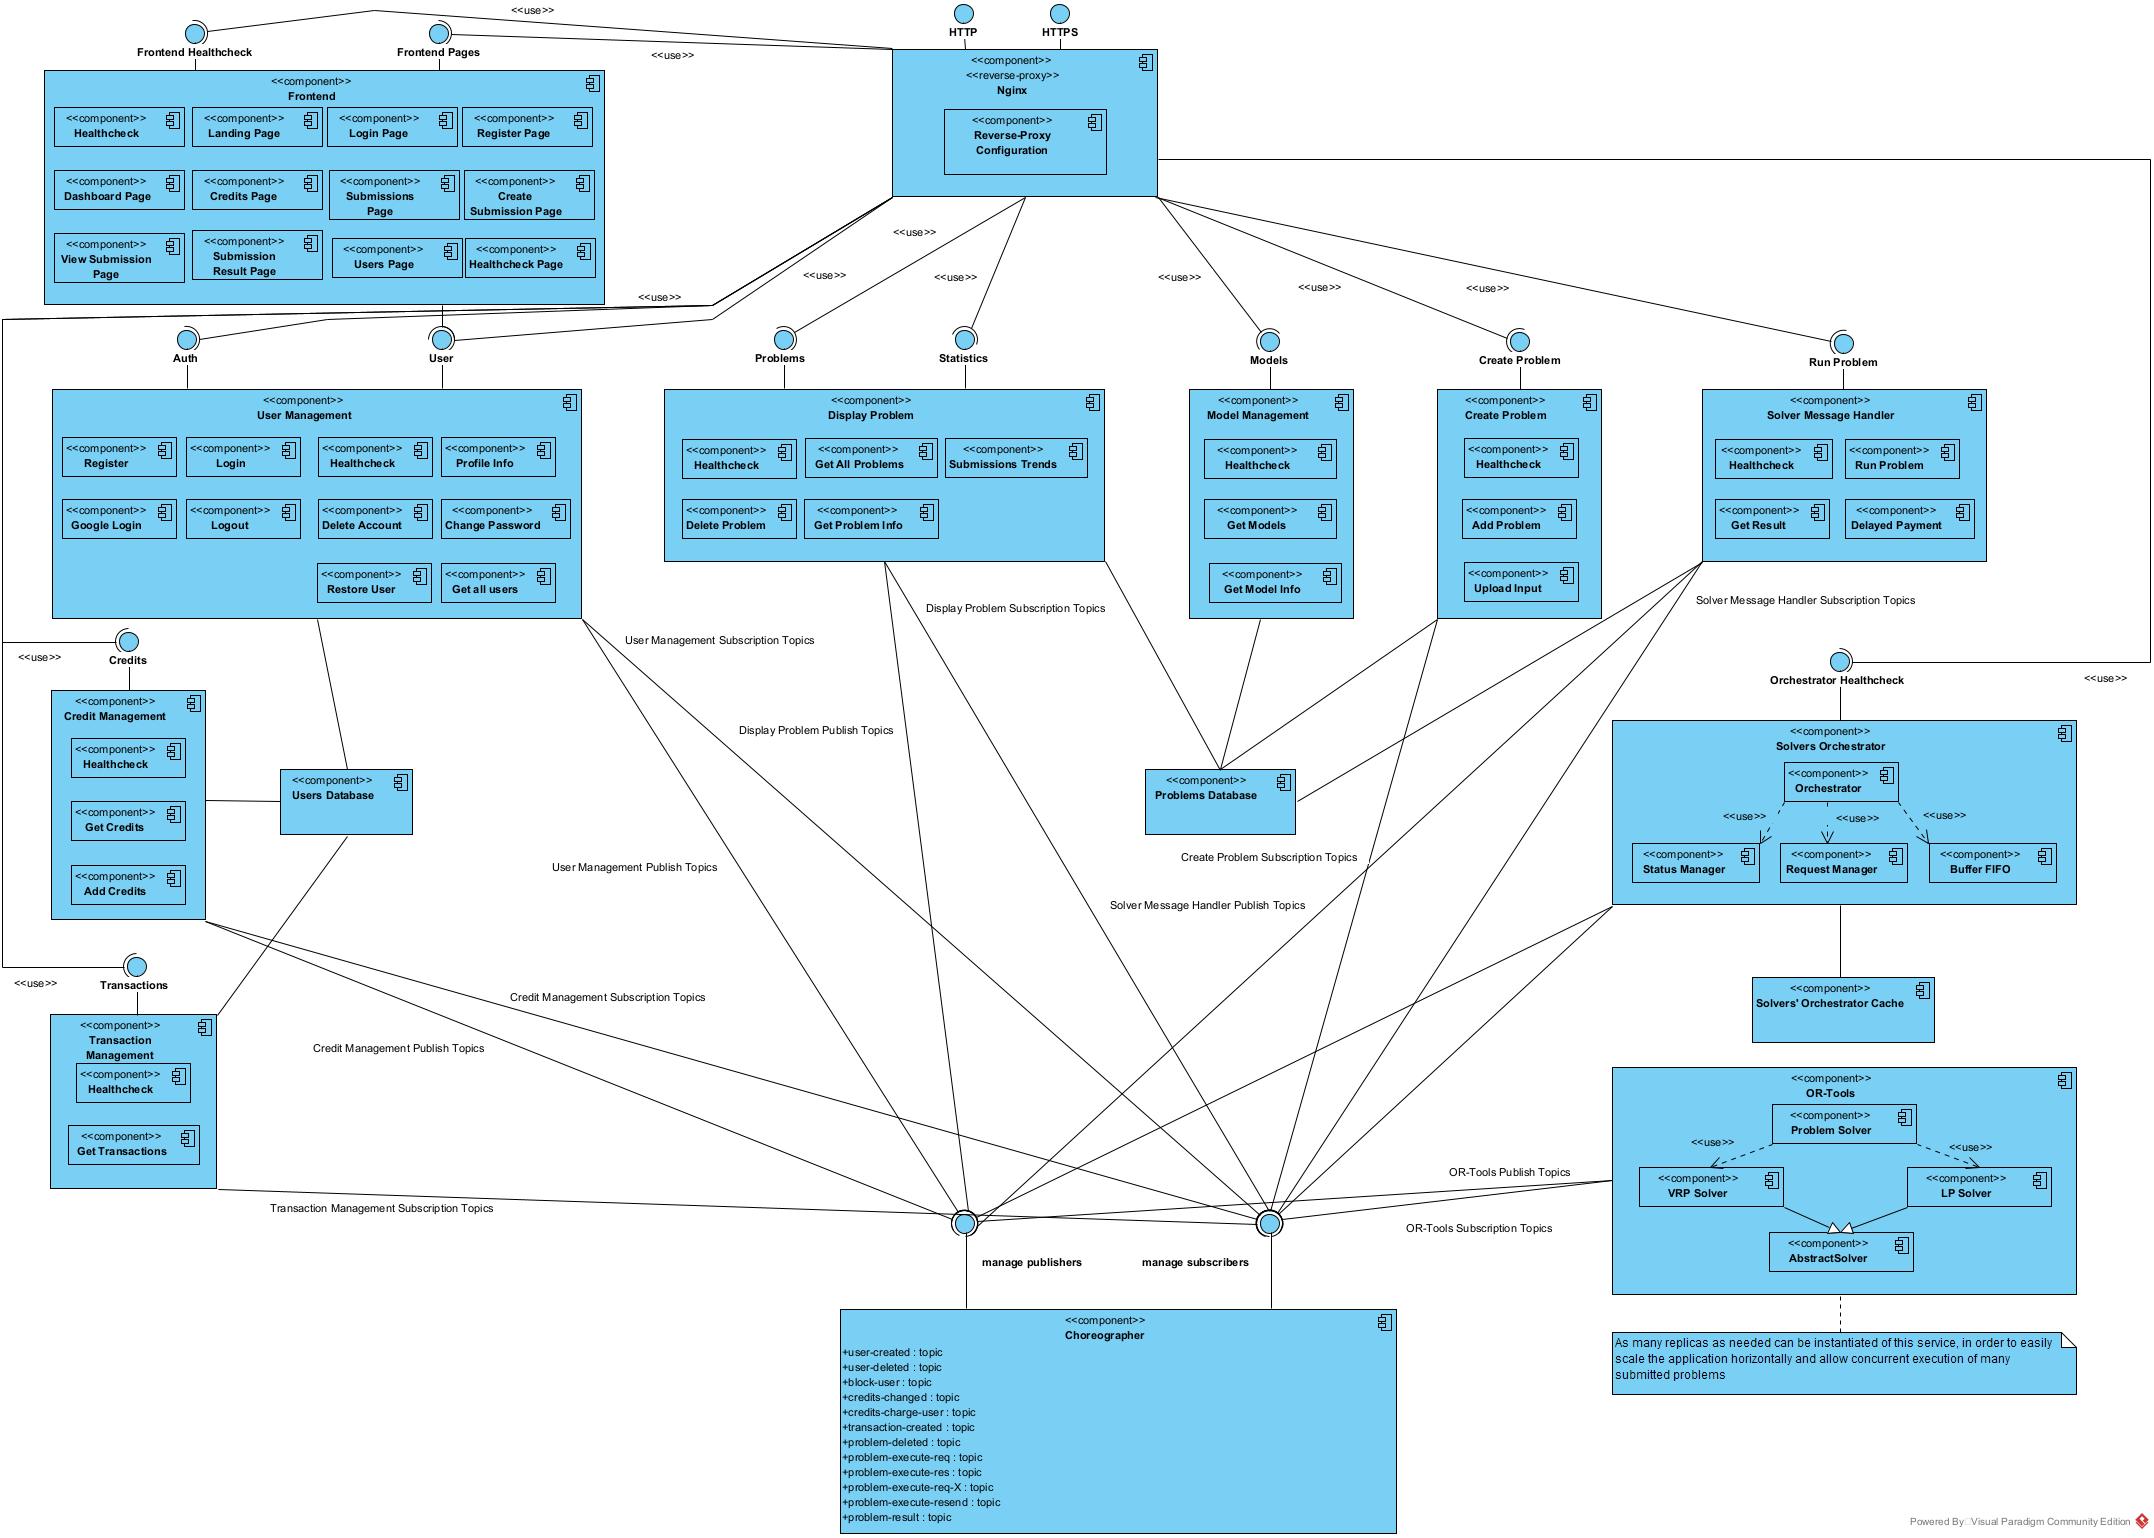 <<use>>
HTTP
HTTPS
Frontend Healthcheck
Frontend Pages
<<use>>
<<component>>
Frontend
<<component>>
Healthcheck
<<component>>
Landing Page
<<component>>
Login Page
<<component>>
Register Page
<<component>>
Dashboard Page
<<component>>
Credits Page
<<component>>
Submissions
Page
<<component>>
Create
Submission Page
<<component>>
View Submission
Page
<<component>>
Submission
Result Page
<<component>>
Users Page
<<component>>
Healthcheck Page
<<component>>
<<reverse-proxy>>
Nginx
<<component>>
Reverse-Proxy
Configuration
<<use>>
<<use>>
<<use>>
<<use>>
<<use>>
<<use>>
<<use>>
Auth
User
Problems
Statistics
Models
Create Problem
Run Problem
<<component>>
User Management
<<component>>
Register
<<component>>
Login
<<component>>
Healthcheck
<<component>>
Profile Info
<<component>>
Google Login
<<component>>
Logout
<<component>>
Delete Account
<<component>>
Change Password
<<component>>
Restore User
<<component>>
Get all users
<<component>>
Display Problem
<<component>>
Healthcheck
<<component>>
Get All Problems
<<component>>
Submissions Trends
<<component>>
Delete Problem
<<component>>
Get Problem Info
<<component>>
Model Management
<<component>>
Healthcheck
<<component>>
Get Models
<<component>>
Get Model Info
<<component>>
Create Problem
<<component>>
Healthcheck
<<component>>
Add Problem
<<component>>
Upload Input
<<component>>
Solver Message Handler
<<component>>
Healthcheck
<<component>>
Run Problem
<<component>>
Get Result
<<component>>
Delayed Payment
Display Problem Subscription Topics
Solver Message Handler Subscription Topics
User Management Subscription Topics
<<use>>
Credits
<<component>>
Credit Management
<<component>>
Healthcheck
<<component>>
Get Credits
<<component>>
Add Credits
<<component>>
Users Database
Display Problem Publish Topics
<<component>>
Problems Database
Orchestrator Healthcheck
<<use>>
<<component>>
Solvers Orchestrator
<<component>>
Orchestrator
<<use>>
<<use>>
<<use>>
<<component>>
Status Manager
<<component>>
Request Manager
<<component>>
Buffer FIFO
User Management Publish Topics
Create Problem Subscription Topics
Solver Message Handler Publish Topics
<<use>>
Transactions
<<component>>
Transaction
Management
<<component>>
Healthcheck
<<component>>
Get Transactions
Credit Management Subscription Topics
Credit Management Publish Topics
<<component>>
Solvers' Orchestrator Cache
<<component>>
OR-Tools
<<component>>
Problem Solver
<<use>>
<<use>>
<<component>>
VRP Solver
<<component>>
LP Solver
<<component>>
AbstractSolver
OR-Tools Publish Topics
Transaction Management Subscription Topics
OR-Tools Subscription Topics
manage publishers
manage subscribers
<<component>>
Choreographer
+user-created : topic
+user-deleted : topic
+block-user : topic
+credits-changed : topic
+credits-charge-user : topic
+transaction-created : topic
+problem-deleted : topic
+problem-execute-req : topic
+problem-execute-res : topic
+problem-execute-req-X : topic
+problem-execute-resend : topic
+problem-result : topic
As many replicas as needed can be instantiated of this service, in order to easily
scale the application horizontally and allow concurrent execution of many
submitted problems
Powered By Visual Paradigm Community Edition